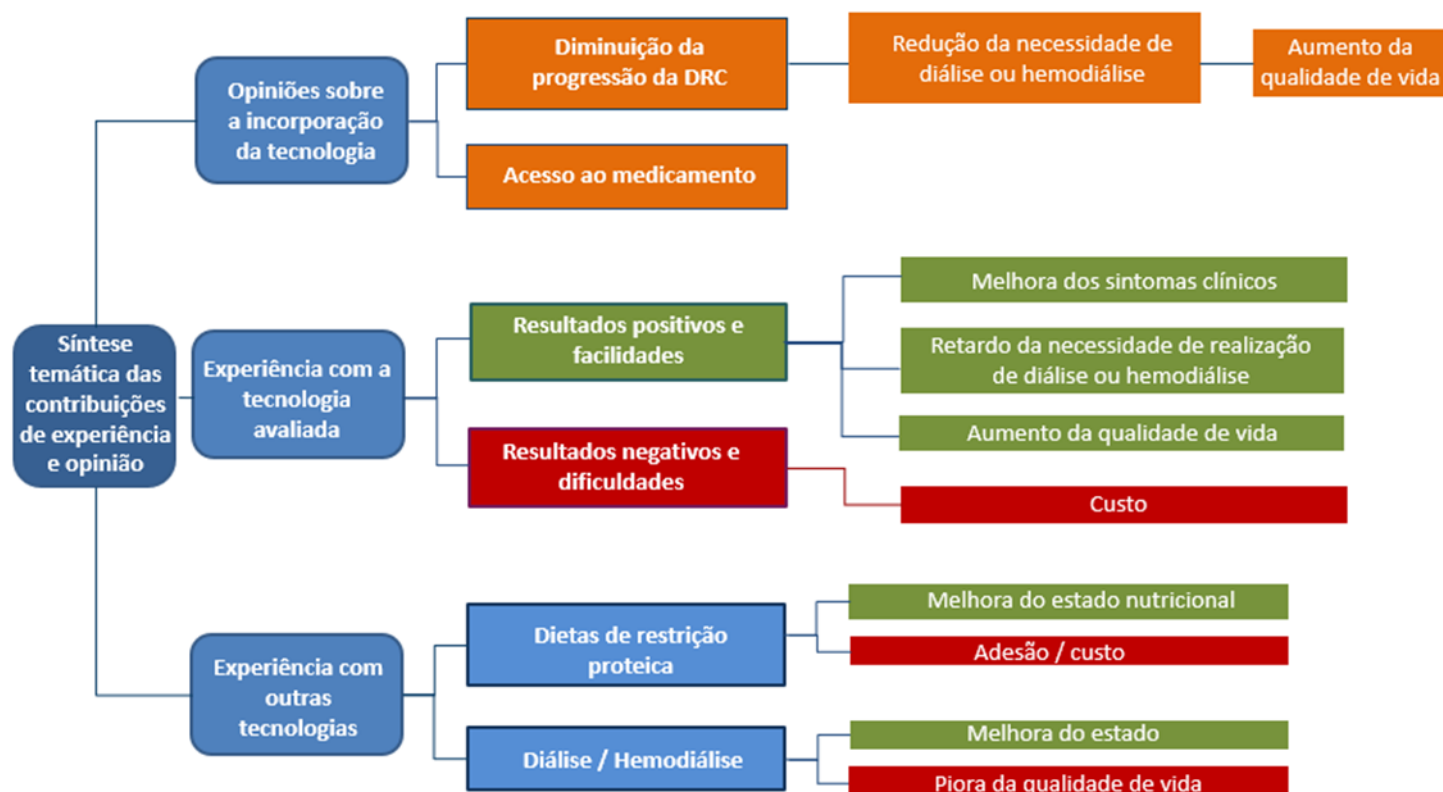 Síntese
temática das
contribuições
de experiência
e opinião
Opiniões sobre
a incorporação
da tecnologia
Diminuição da
progressão da DRC
Redução da necessidade de
diálise ou hemodiálise
Aumento da
qualidade de vida
Acesso ao medicamento
Experiência com a
tecnologia
avaliada
Resultados positivos e
facilidades
Melhora dos sintomas clínicos
Retardo da necessidade de realização
de diálise ou hemodiálise
Aumento da qualidade de vida
Resultados negativos e
dificuldades
Custo
Experiência com
outras
tecnologias
Dietas de restrição
proteica
Melhora do estado nutricional
Adesão / custo
Diálise / Hemodiálise
Melhora do estado
Piora da qualidade de vida